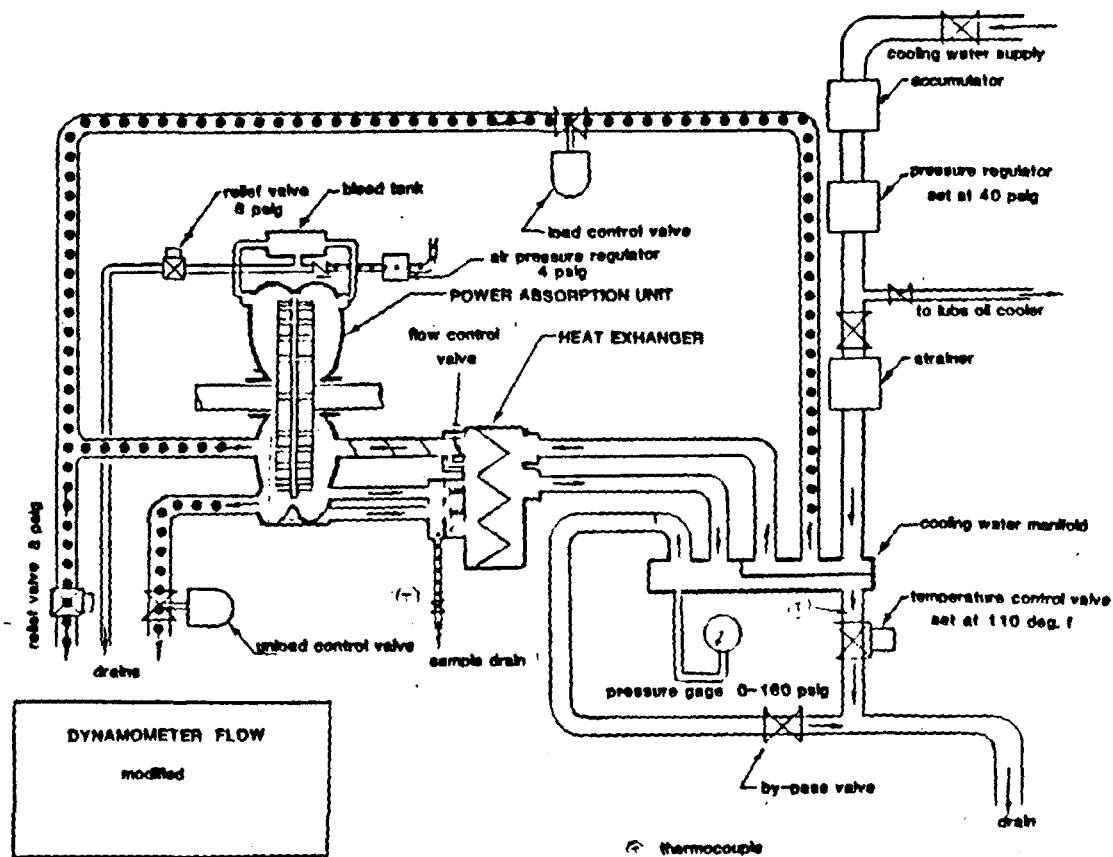 cooling water supply
accumulator
pressure regulator
set at 40 psig
relief valve
8 psig
bleed tank
load control valve
air pressure regulator
4 psig
POWER ABSORPTION UNIT
to lube oil cooler
flow control
valve
HEAT EXHANGER
strainer
cooling water manifold
relief valve 8 psig
(T)
(T)
temperature control valve
set at 110 deg. f
unload control valve
sample drain
drains
pressure gage 0-160 psig
DYNAMOMETER FLOW
modified
by-pass valve
drain
(T) thermocouple